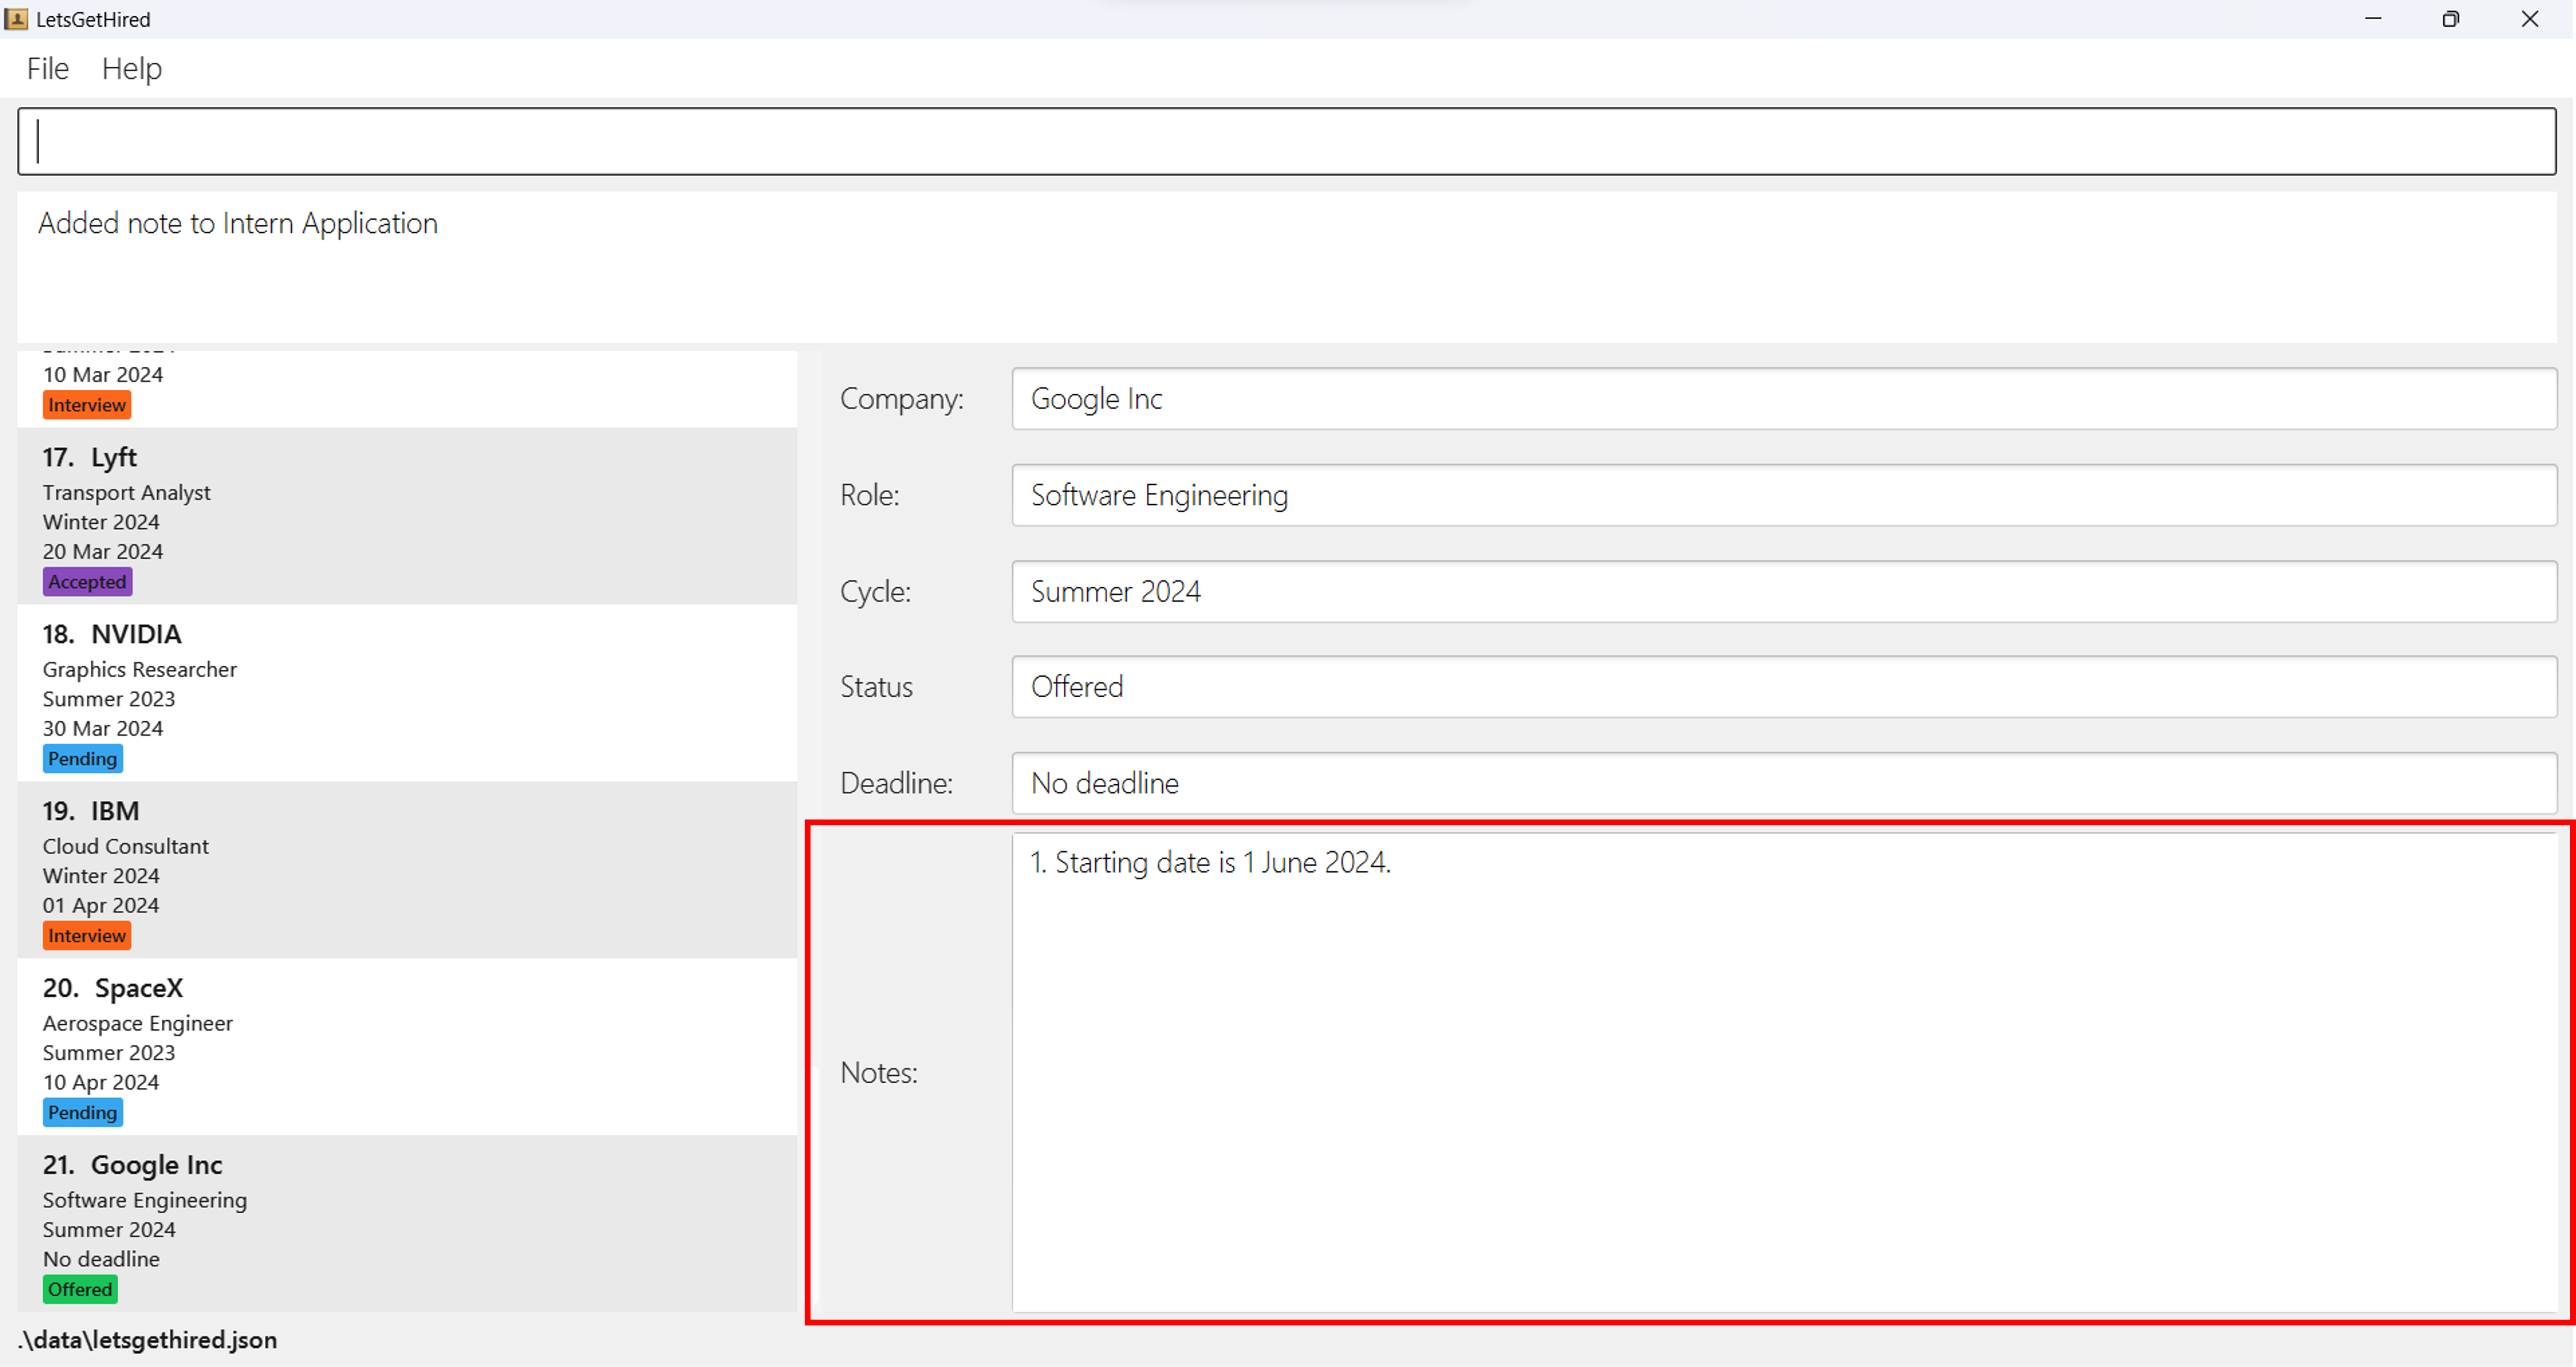 LetsGetHired
File Help
Added note to Intern Application
10 Mar 2024
Interview
17. Lyft
Transport Analyst
Winter 2024
20 Mar 2024
Accepted
18. NVIDIA
Graphics Researcher
Summer 2023
30 Mar 2024
Pending
19. IBM
Cloud Consultant
Winter 2024
01 Apr 2024
Interview
20. SpaceX
Aerospace Engineer
Summer 2023
10 Apr 2024
Pending
21. Google Inc
Software Engineering
Summer 2024
No deadline
Offered
Company: Google Inc
Role: Software Engineering
Cycle: Summer 2024
Status Offered
Deadline: No deadline
Notes: 1. Starting date is 1 June 2024.
.\data\letsgethired.json